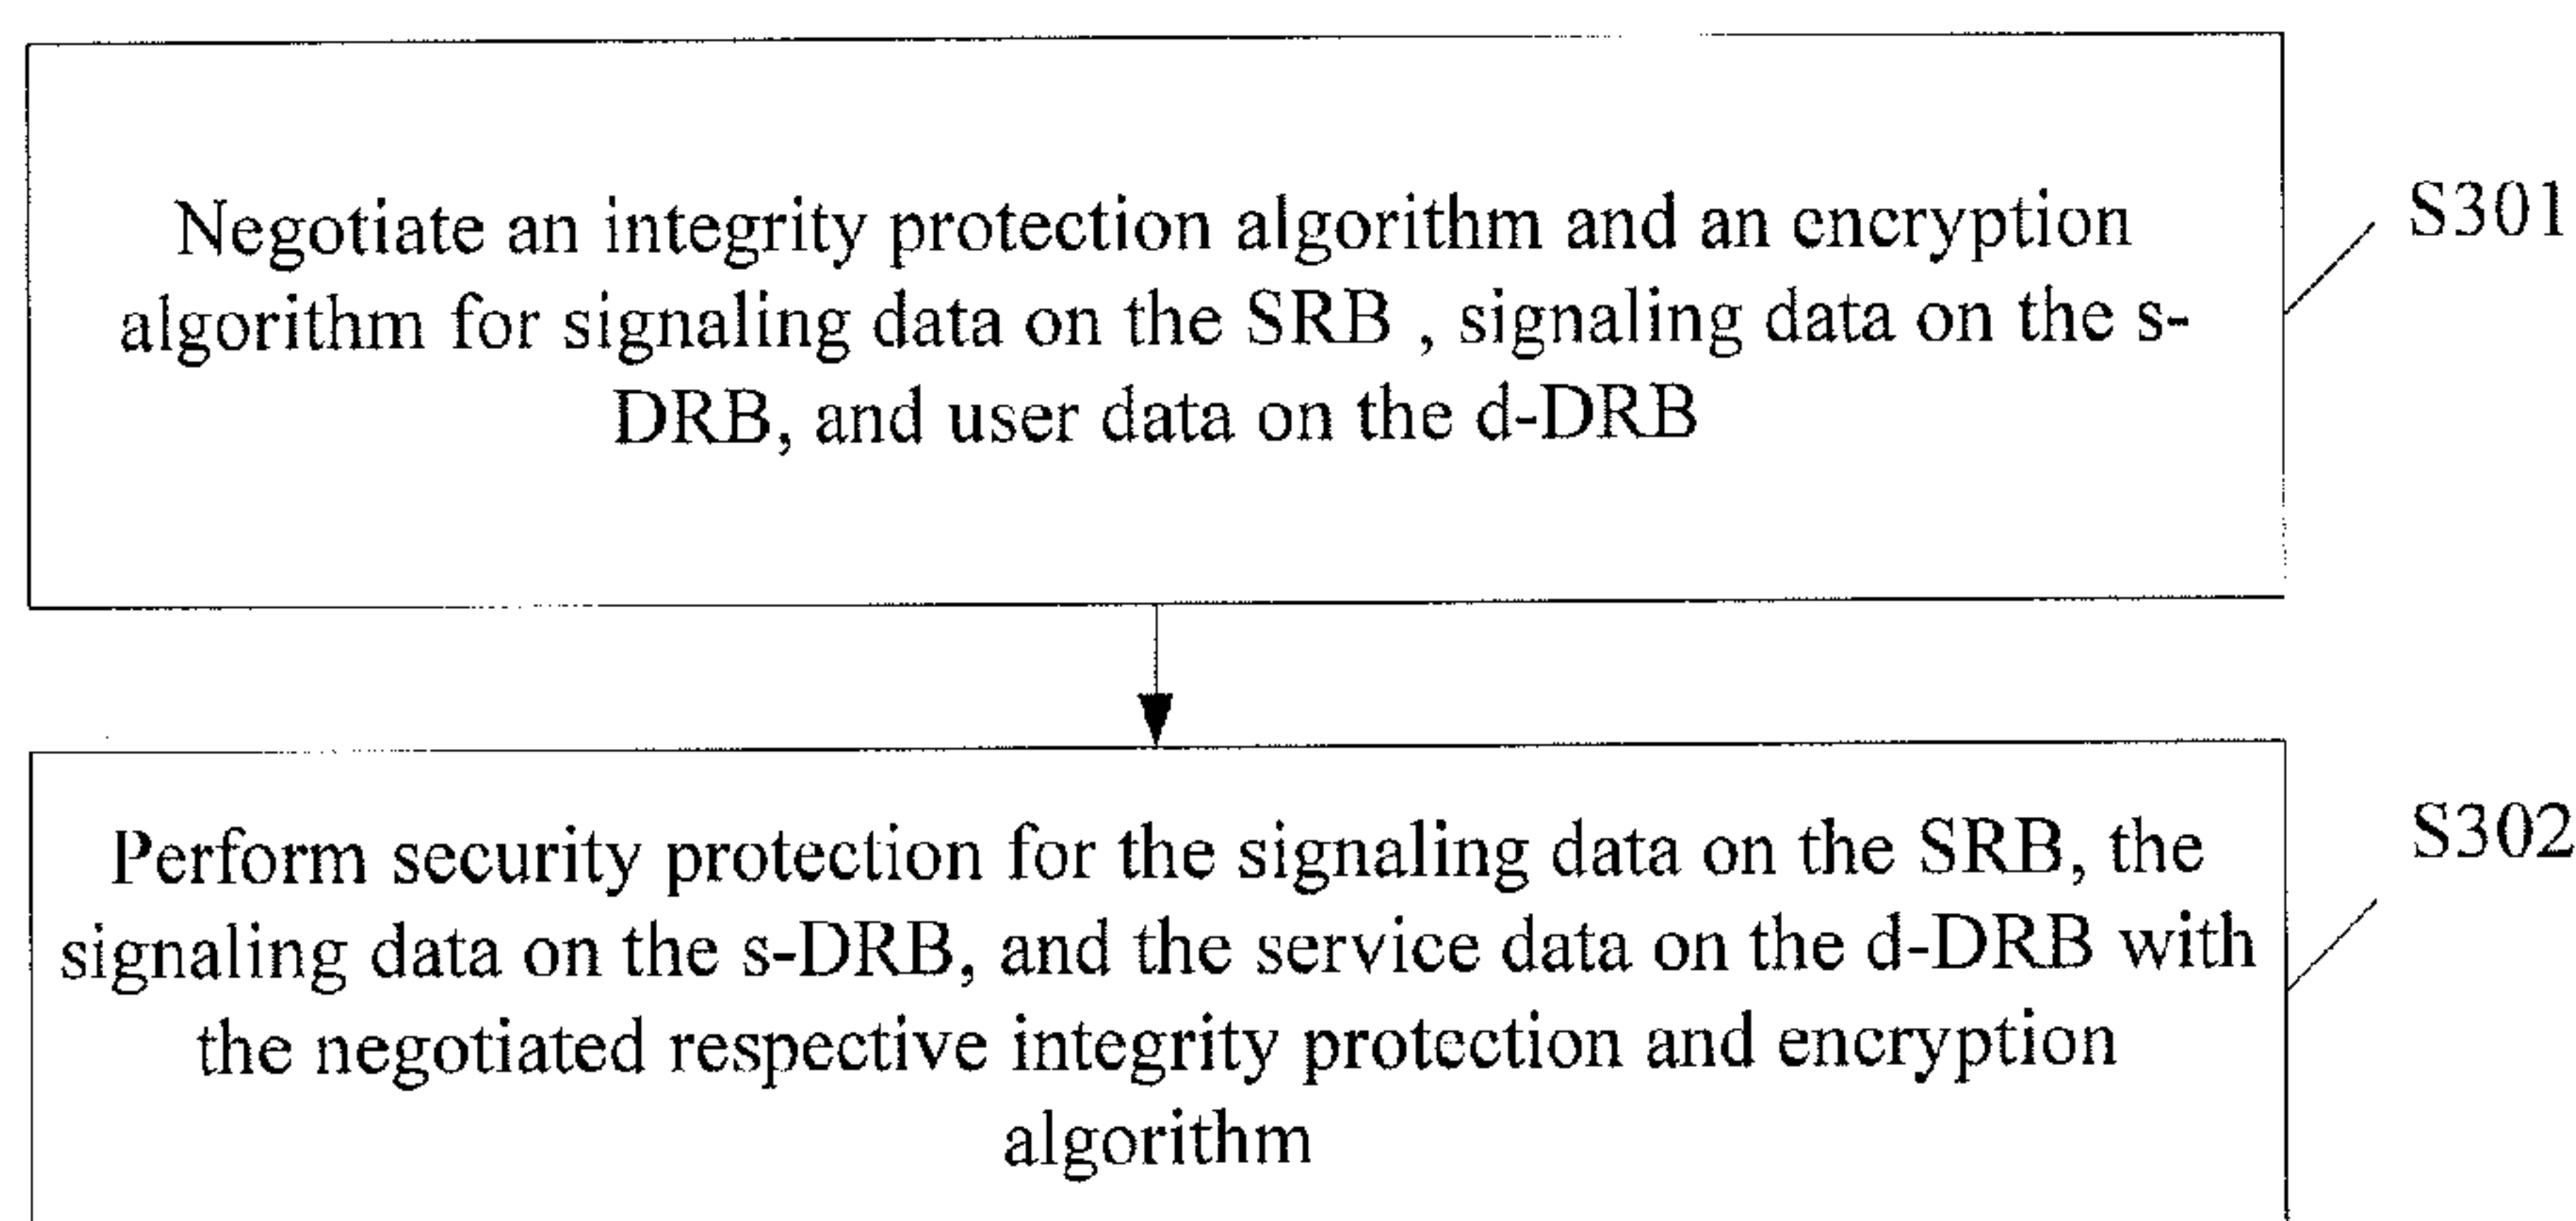 Negotiate an integrity protection algorithm and an encryption
algorithm for signaling data on the SRB , signaling data on the s-
DRB, and user data on the d-DRB
S301
Perform security protection for the signaling data on the SRB, the
signaling data on the s-DRB, and the service data on the d-DRB with
the negotiated respective integrity protection and encryption
algorithm
S302